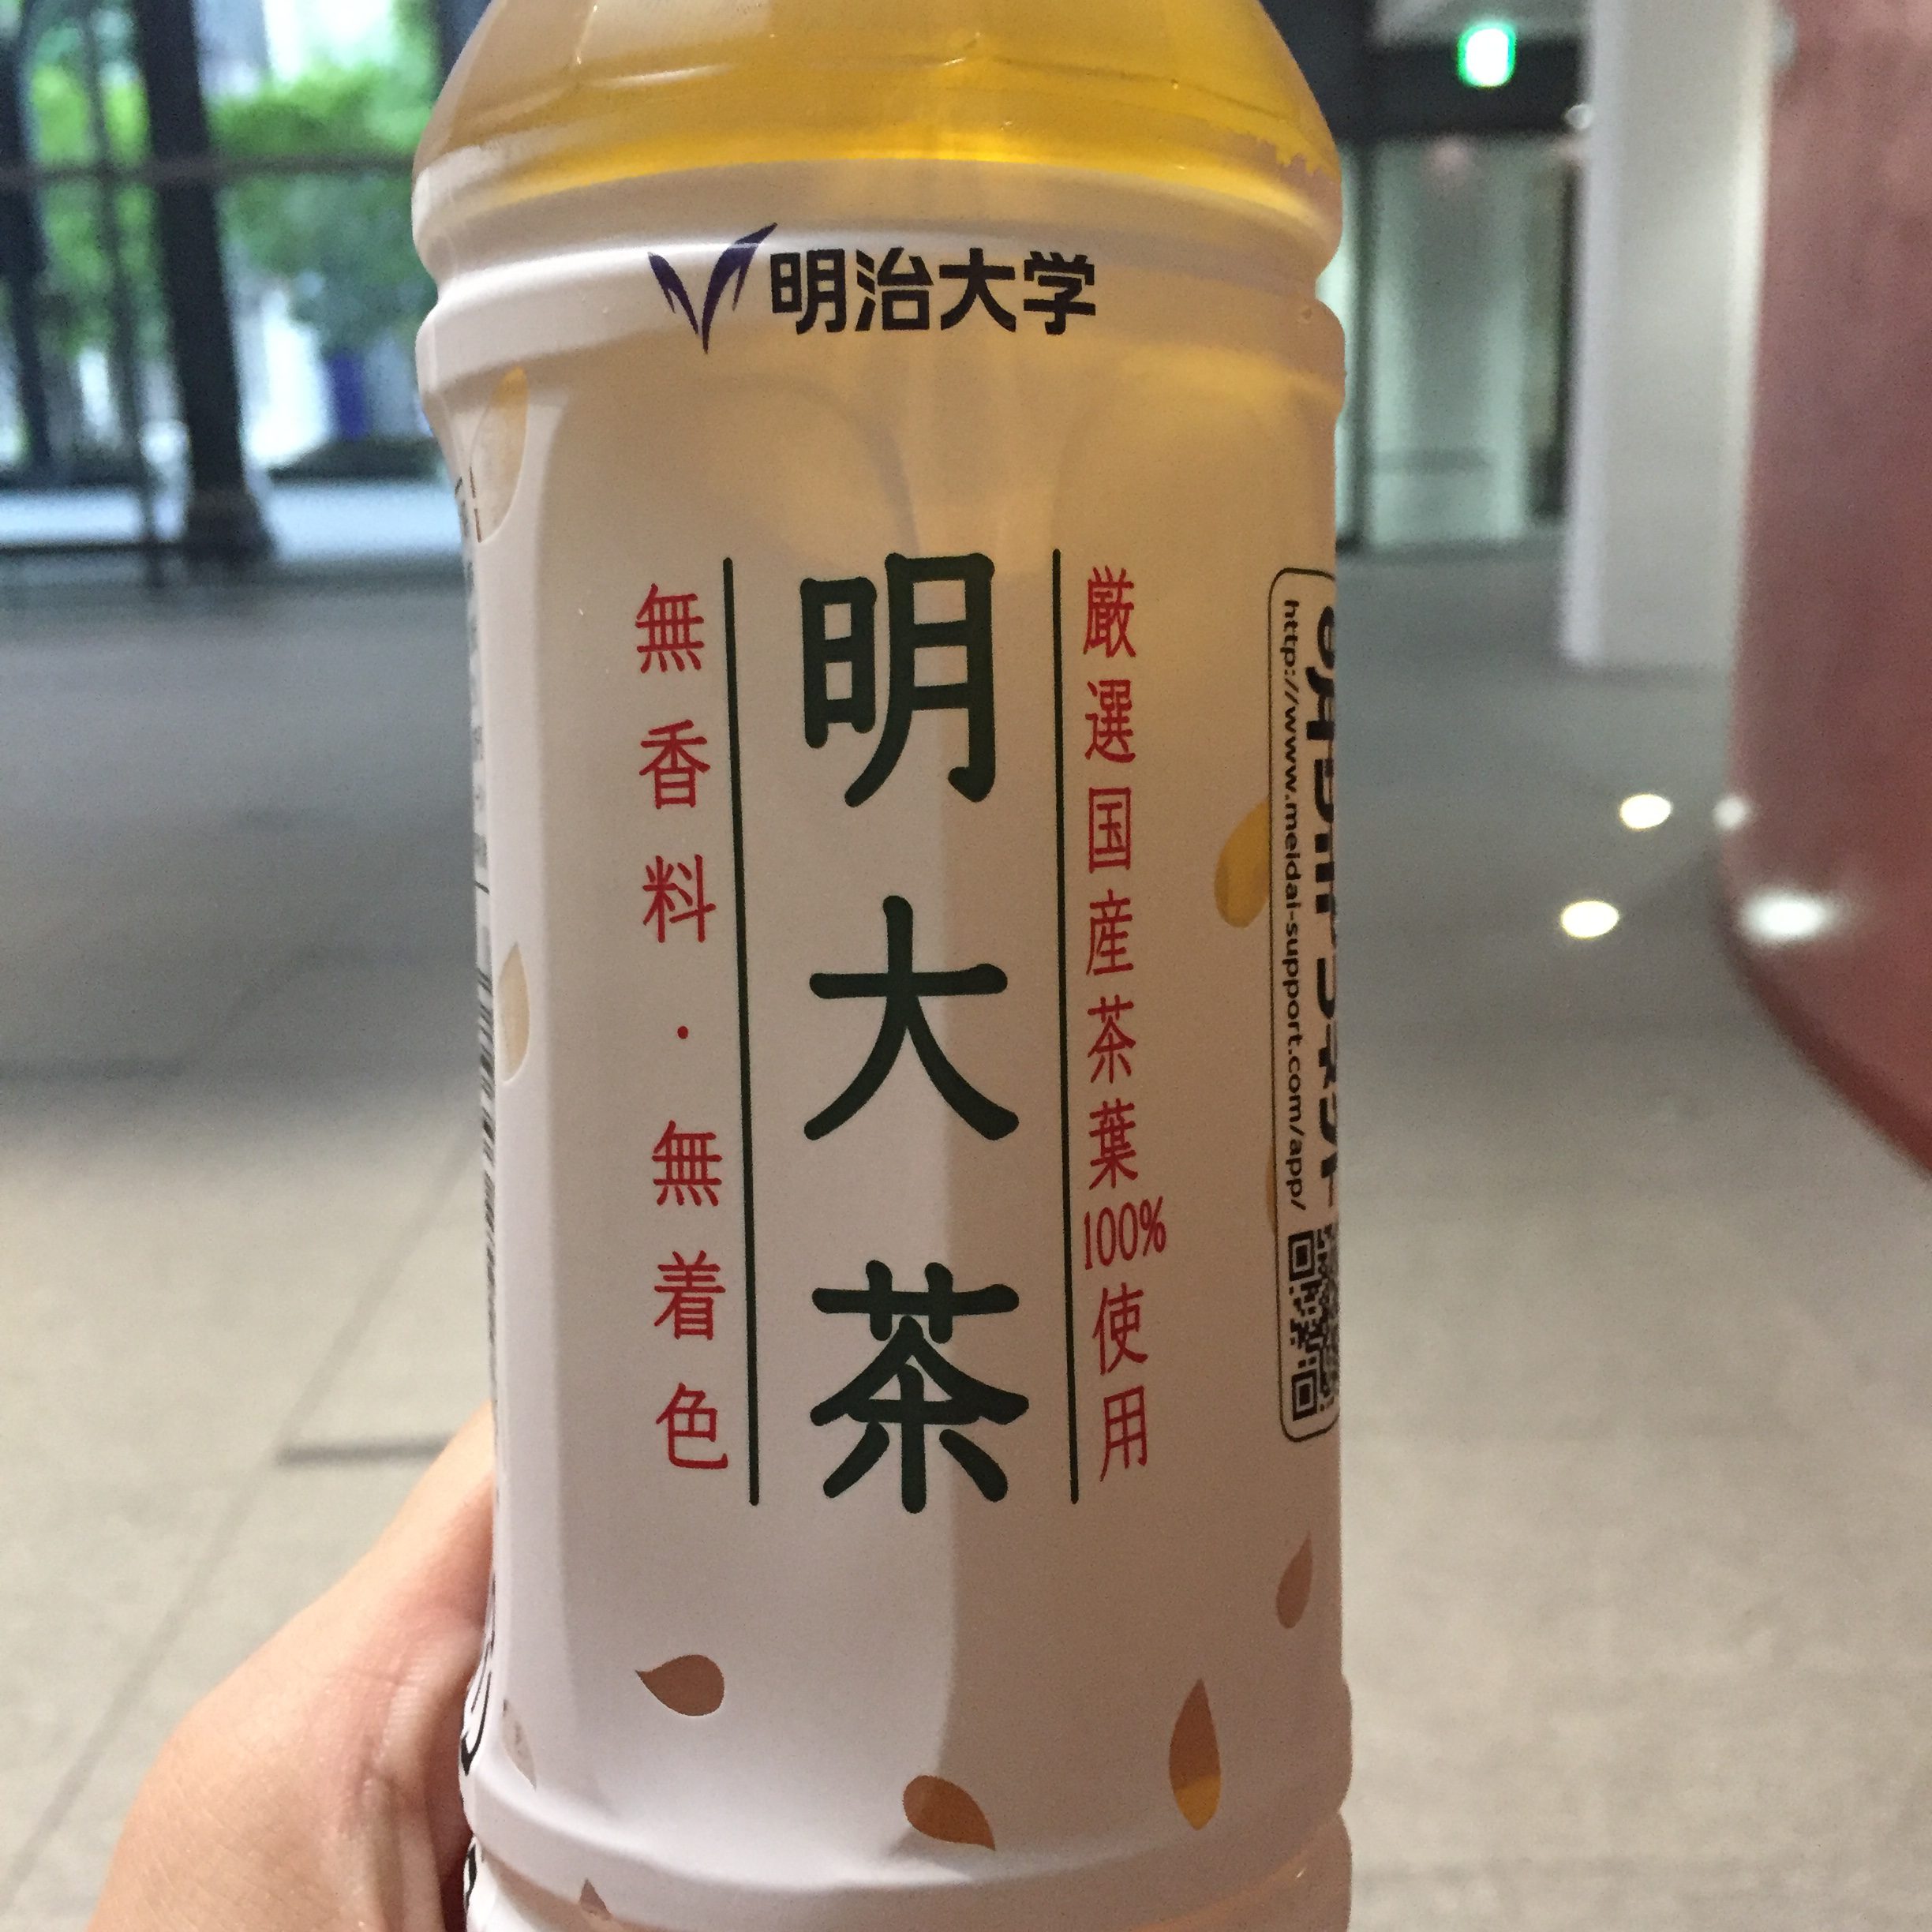 明治大学
厳選国産茶葉100%使用
明大茶
無香料・無着色
http://www.meidai-support.com/app/